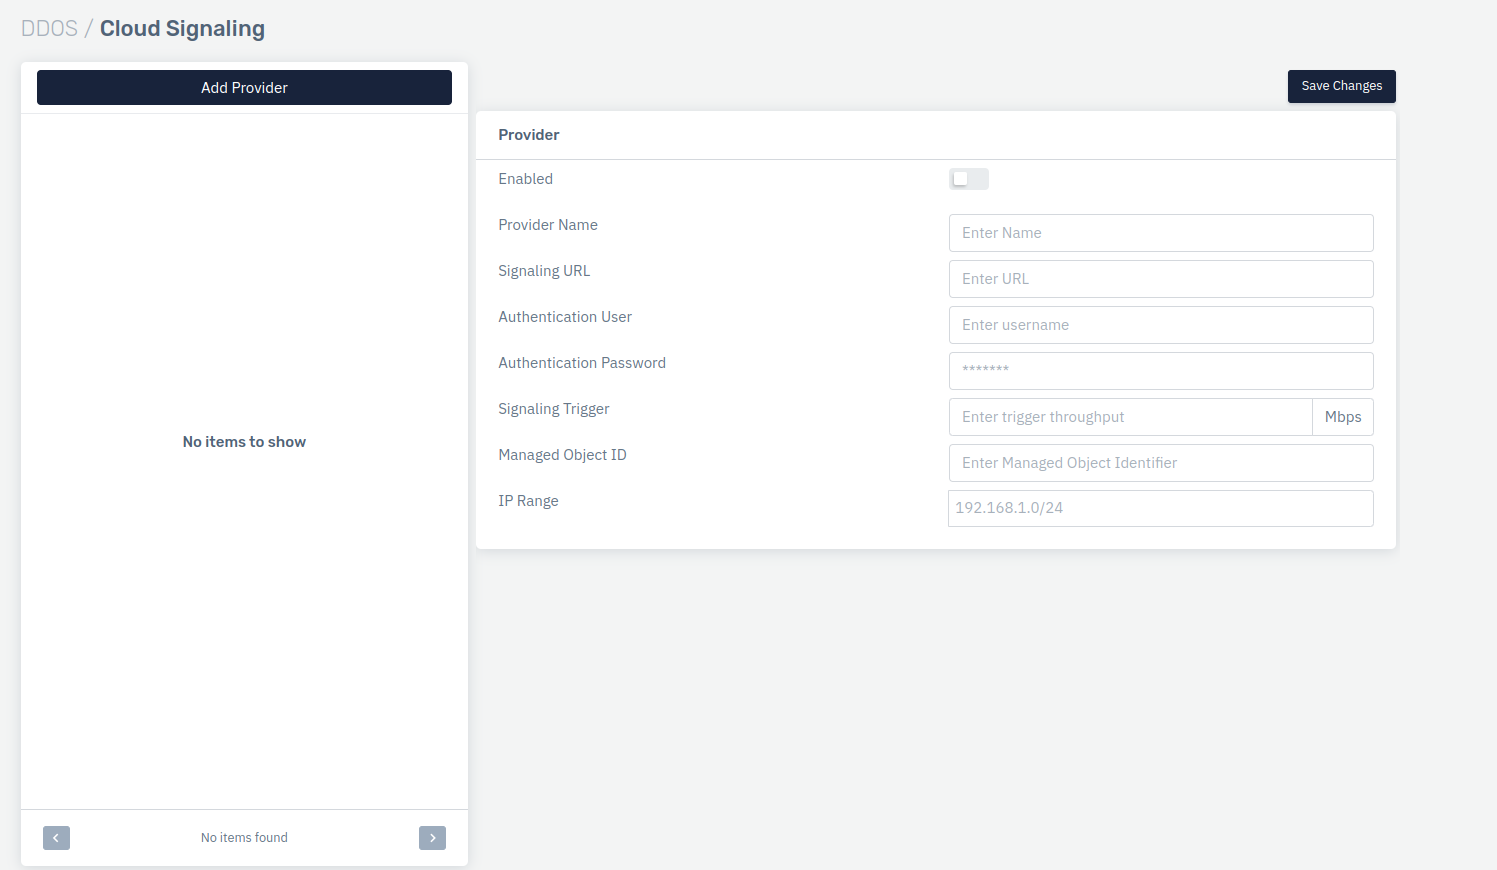 DDOS / Cloud Signaling
Add Provider
No items to show
No items found
Save Changes
Provider
Enabled
Provider Name
Enter Name
Signaling URL
Enter URL
Authentication User
Enter username
Authentication Password
*******
Signaling Trigger
Enter trigger throughput
Mbps
Managed Object ID
Enter Managed Object Identifier
IP Range
192.168.1.0/24